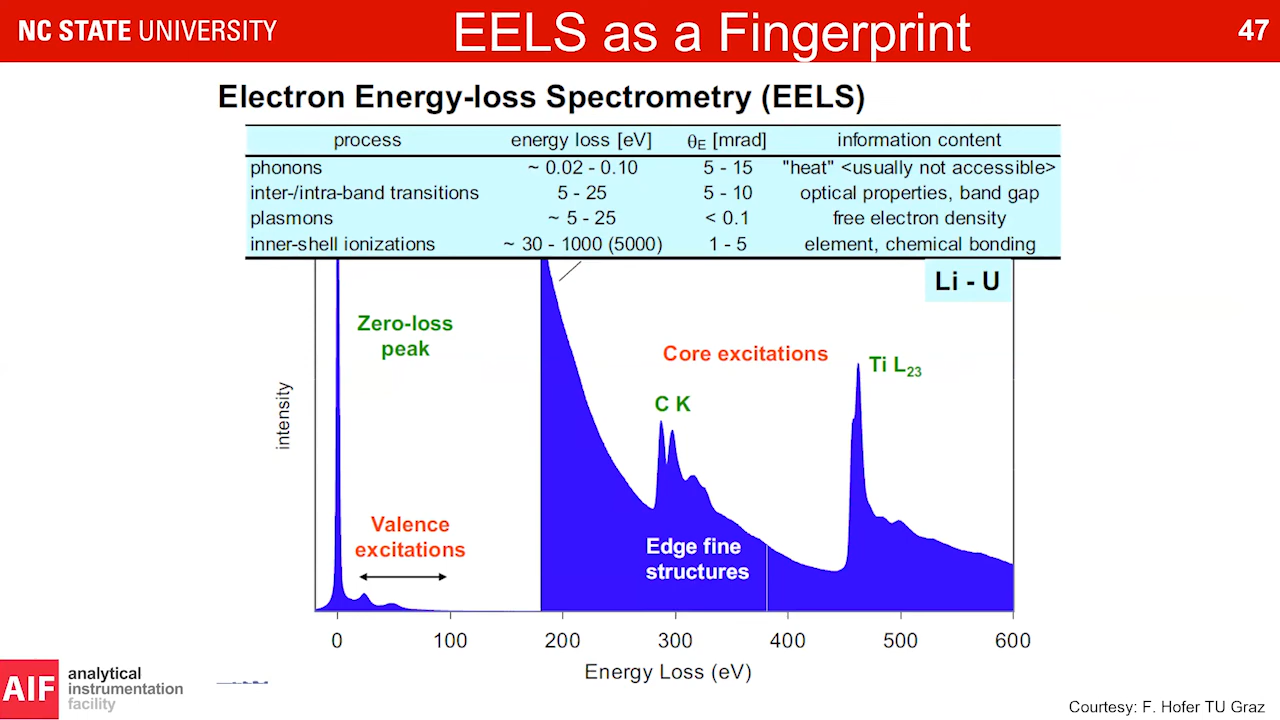 NC STATE UNIVERSITY
EELS as a Fingerprint
47
Electron Energy-loss Spectrometry (EELS)
process energy loss [eV] θE [mrad] information content
phonons ~ 0.02 - 0.10 5 - 15 "heat" <usually not accessible>
inter-/intra-band transitions 5 - 25 5 - 10 optical properties, band gap
plasmons ~ 5 - 25 < 0.1 free electron density
inner-shell ionizations ~ 30 - 1000 (5000) 1 - 5 element, chemical bonding
Li - U
Zero-loss
peak
Core excitations
Ti L23
C K
intensity
Valence
excitations
Edge fine
structures
0 100 200 300 400 500 600
Energy Loss (eV)
AIF
analytical
instrumentation
facility
Courtesy: F. Hofer TU Graz